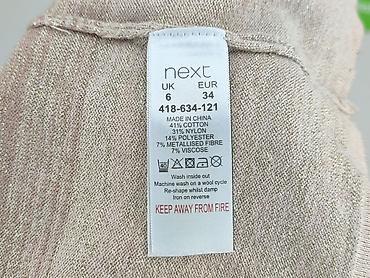 next
UK EUR
6 34
418-634-121
MADE IN CHINA
41% COTTON
31% NYLON
14% POLYESTER
7% METALLISED FIBRE
7% VISCOSE
Wash inside out
Machine wash on a wool cycle
Re-shape whilst damp
Iron on reverse
KEEP AWAY FROM FIRE